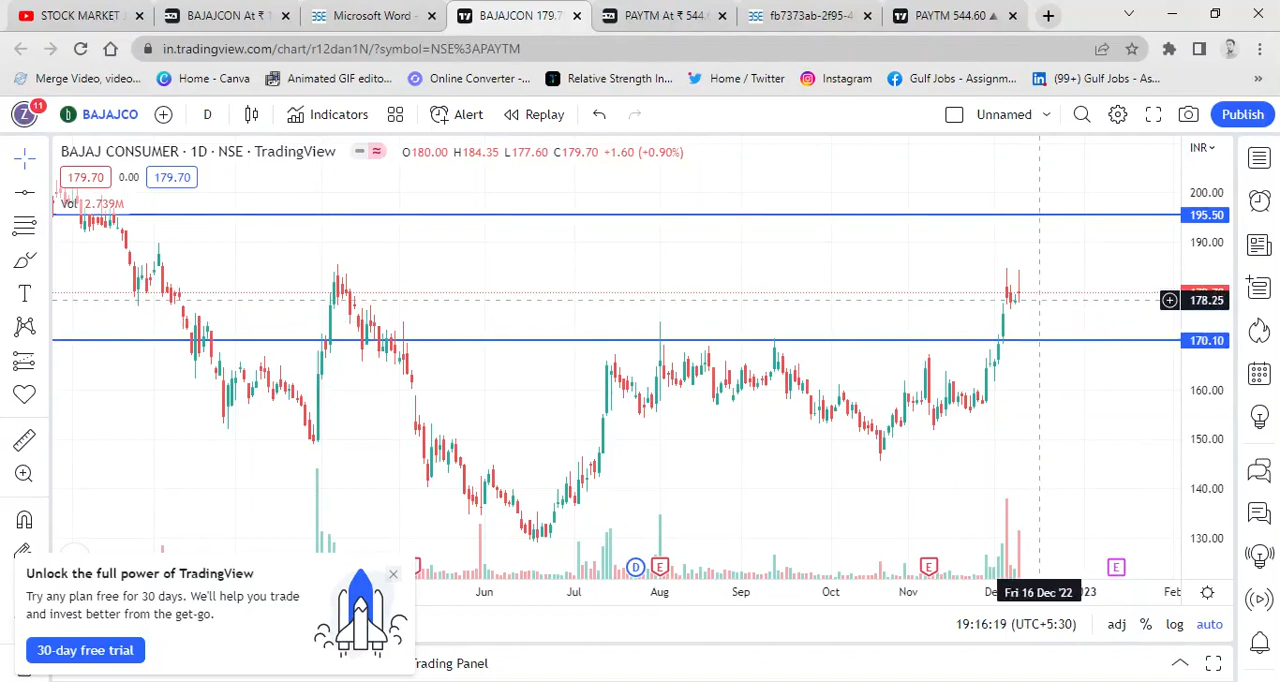 STOCK MARKET
BAJAJCON At ₹ 1
Microsoft Word -
BAJAJCON 179.7
PAYTM At ₹ 544.6
fb7373ab-2f95-4
PAYTM 544.60 ▲
in.tradingview.com/chart/r12dan1N/?symbol=NSE%3APAYTM
Merge Video, video...
Home - Canva
Animated GIF edito...
Online Converter -...
Relative Strength In...
Home / Twitter
Instagram
Gulf Jobs - Assignm...
(99+) Gulf Jobs - As...
Z 11
BAJAJCO
D
Indicators
Alert
Replay
Unnamed
Publish
BAJAJ CONSUMER · 1D · NSE · TradingView
O180.00 H184.35 L177.60 C179.70 +1.60 (+0.90%)
INR
179.70 0.00 179.70
Vol 2.739M
200.00
195.50
190.00
178.25
170.10
160.00
150.00
140.00
130.00
D E E E
Jun Jul Aug Sep Oct Nov
Fri 16 Dec '22
Feb
Unlock the full power of TradingView
Try any plan free for 30 days. We'll help you trade
and invest better from the get-go.
30-day free trial
19:16:19 (UTC+5:30)
adj % log auto
Trading Panel